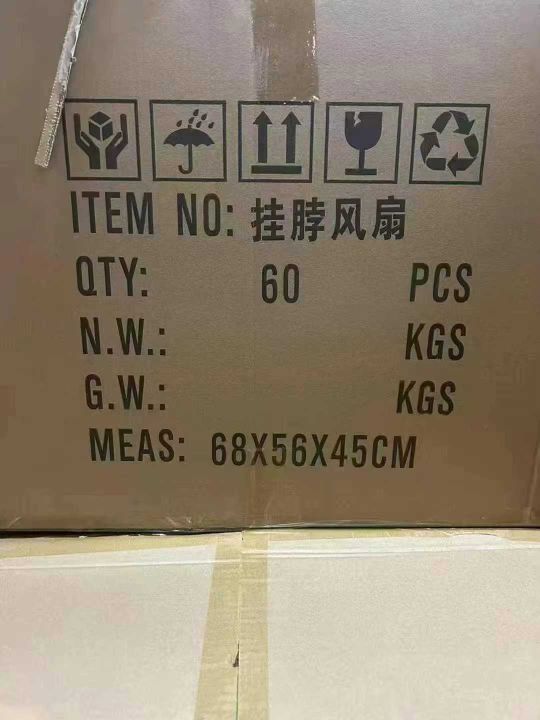 ITEM NO: 挂脖风扇
QTY: 60 PCS
N.W.: KGS
G.W.: KGS
MEAS: 68X56X45CM